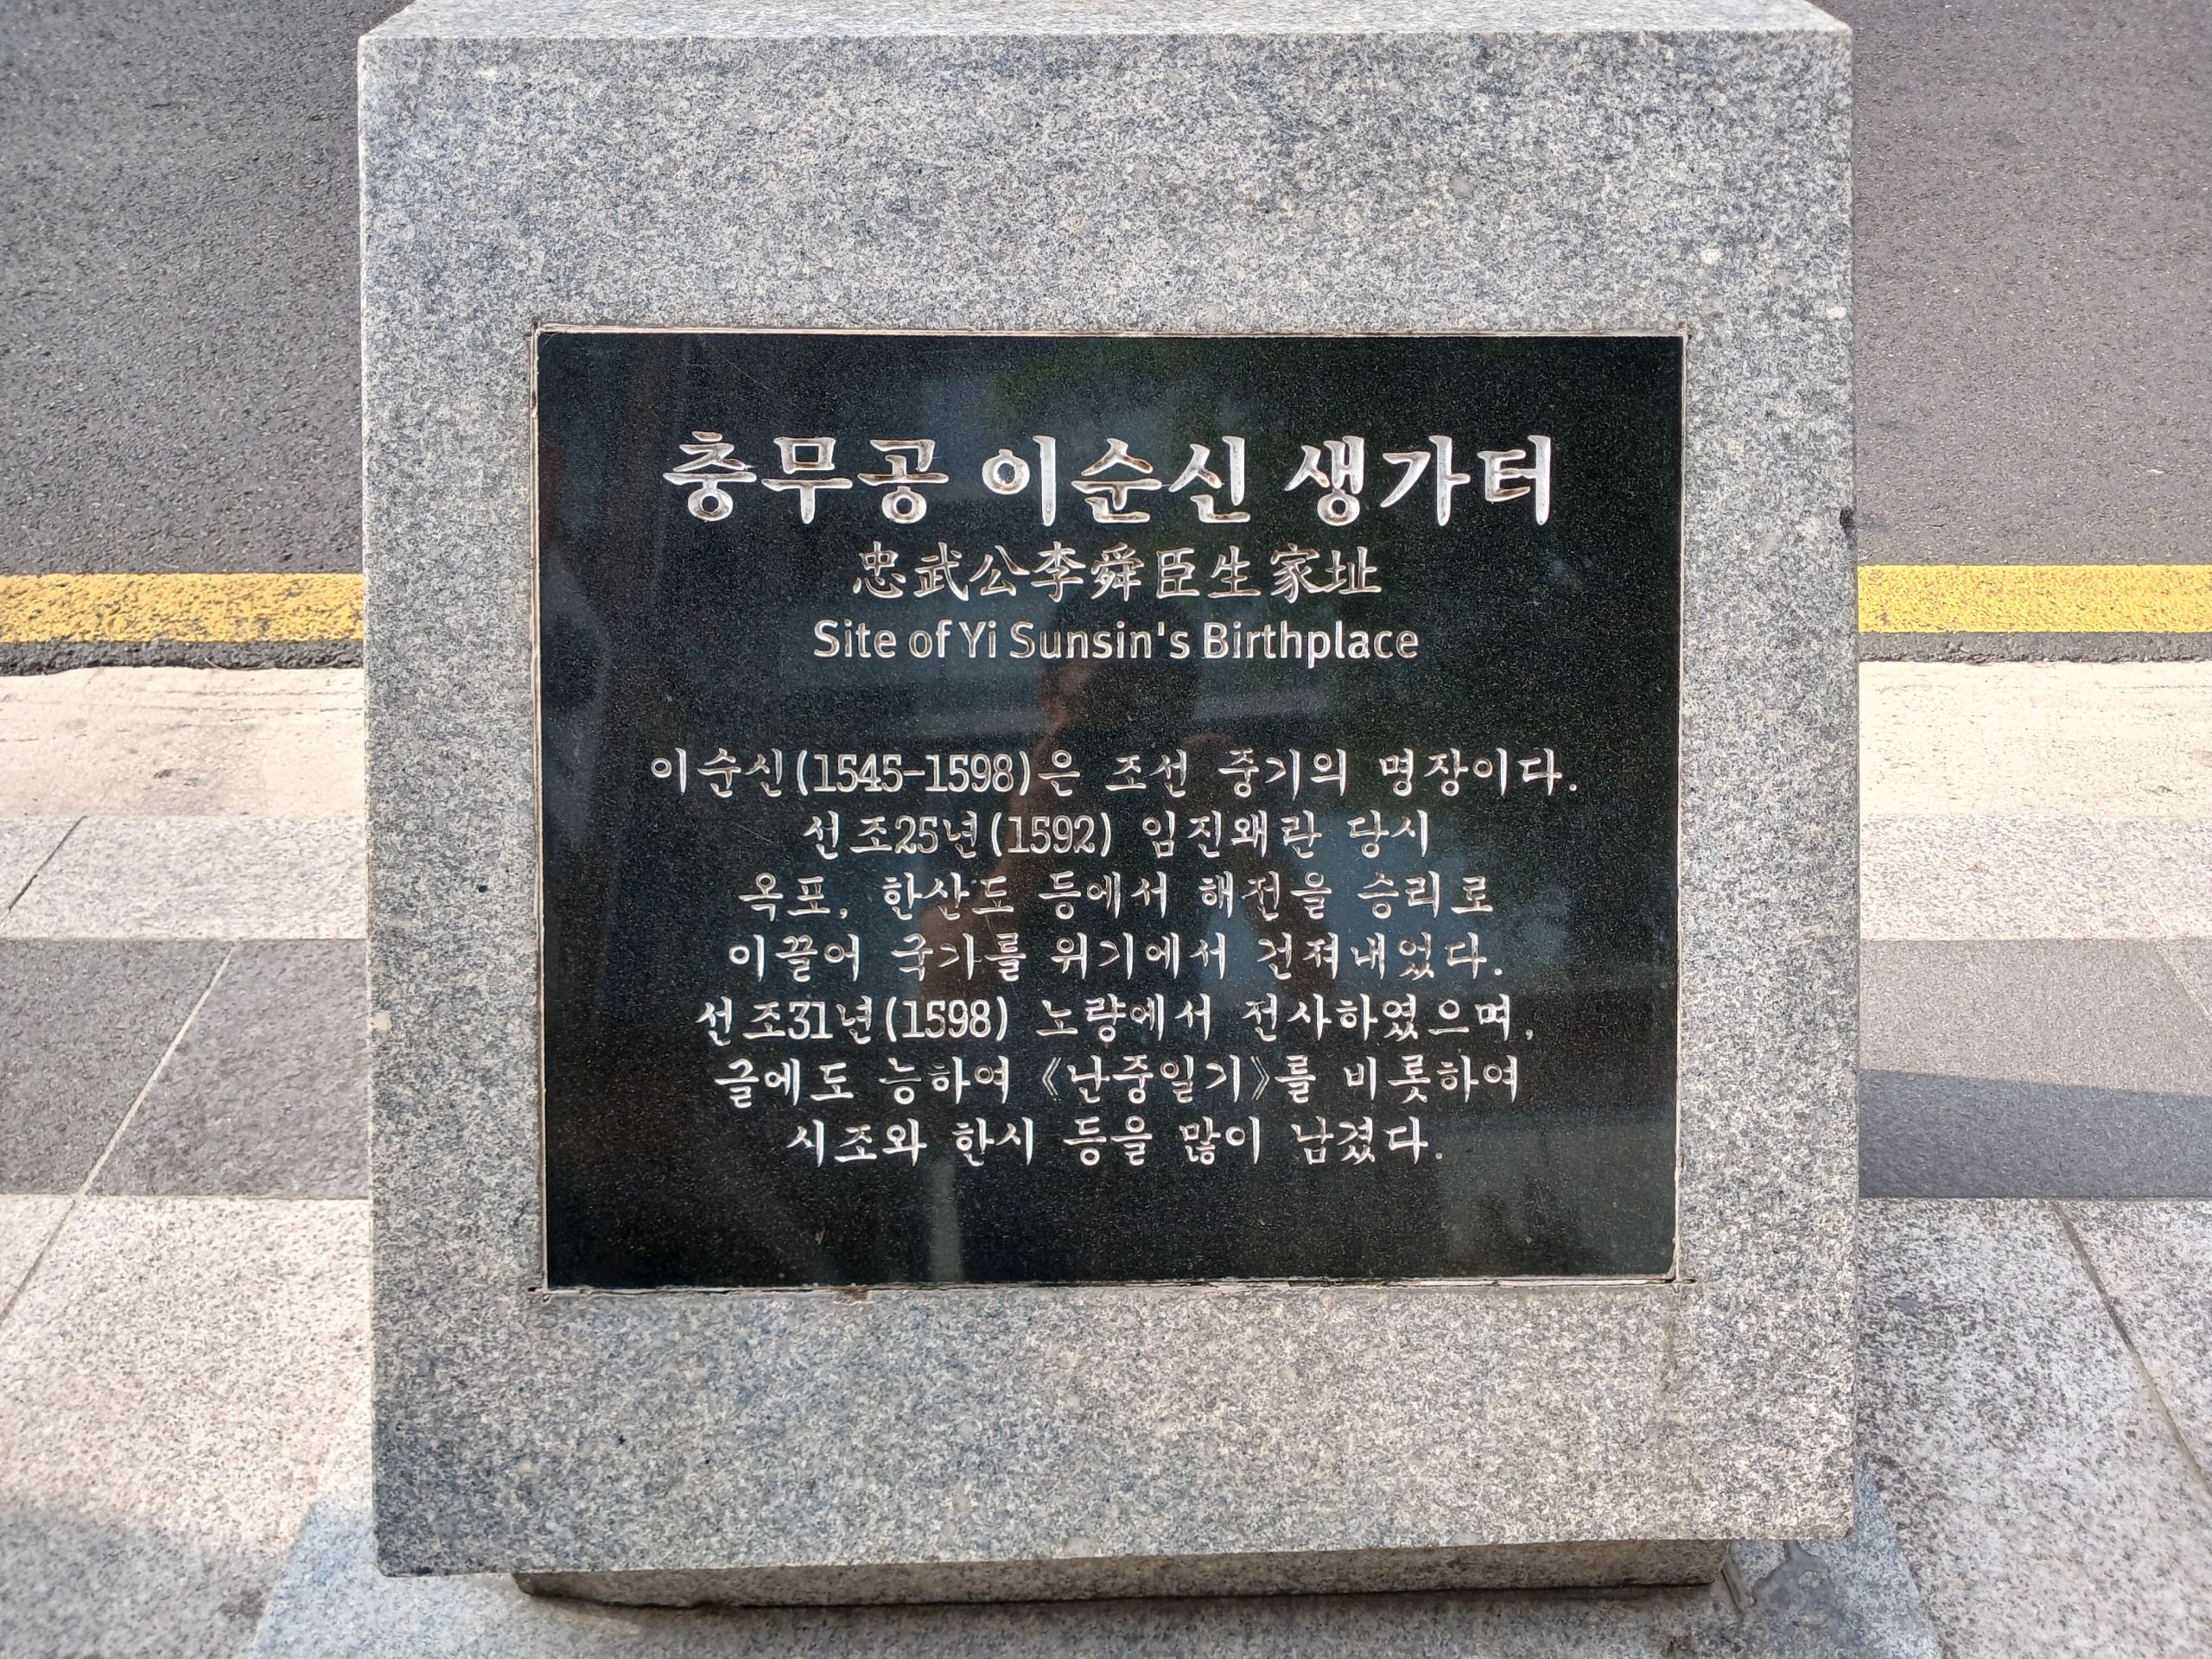 충무공 이순신 생가터
忠武公李舜臣生家址
Site of Yi Sunsin's Birthplace
이순신(1545-1598)은 조선 중기의 명장이다.
선조25년(1592) 임진왜란 당시
옥포, 한산도 등에서 해전을 승리로
이끌어 국가를 위기에서 건져내었다.
선조31년(1598) 노량에서 전사하였으며,
글에도 능하여 《난중일기》를 비롯하여
시조와 한시 등을 많이 남겼다.